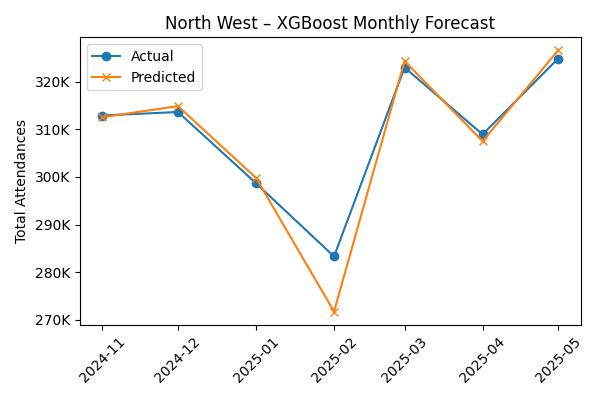 North West – XGBoost Monthly Forecast
Actual
Predicted
Total Attendances
320K
310K
300K
290K
280K
270K
2024-11
2024-12
2025-01
2025-02
2025-03
2025-04
2025-05